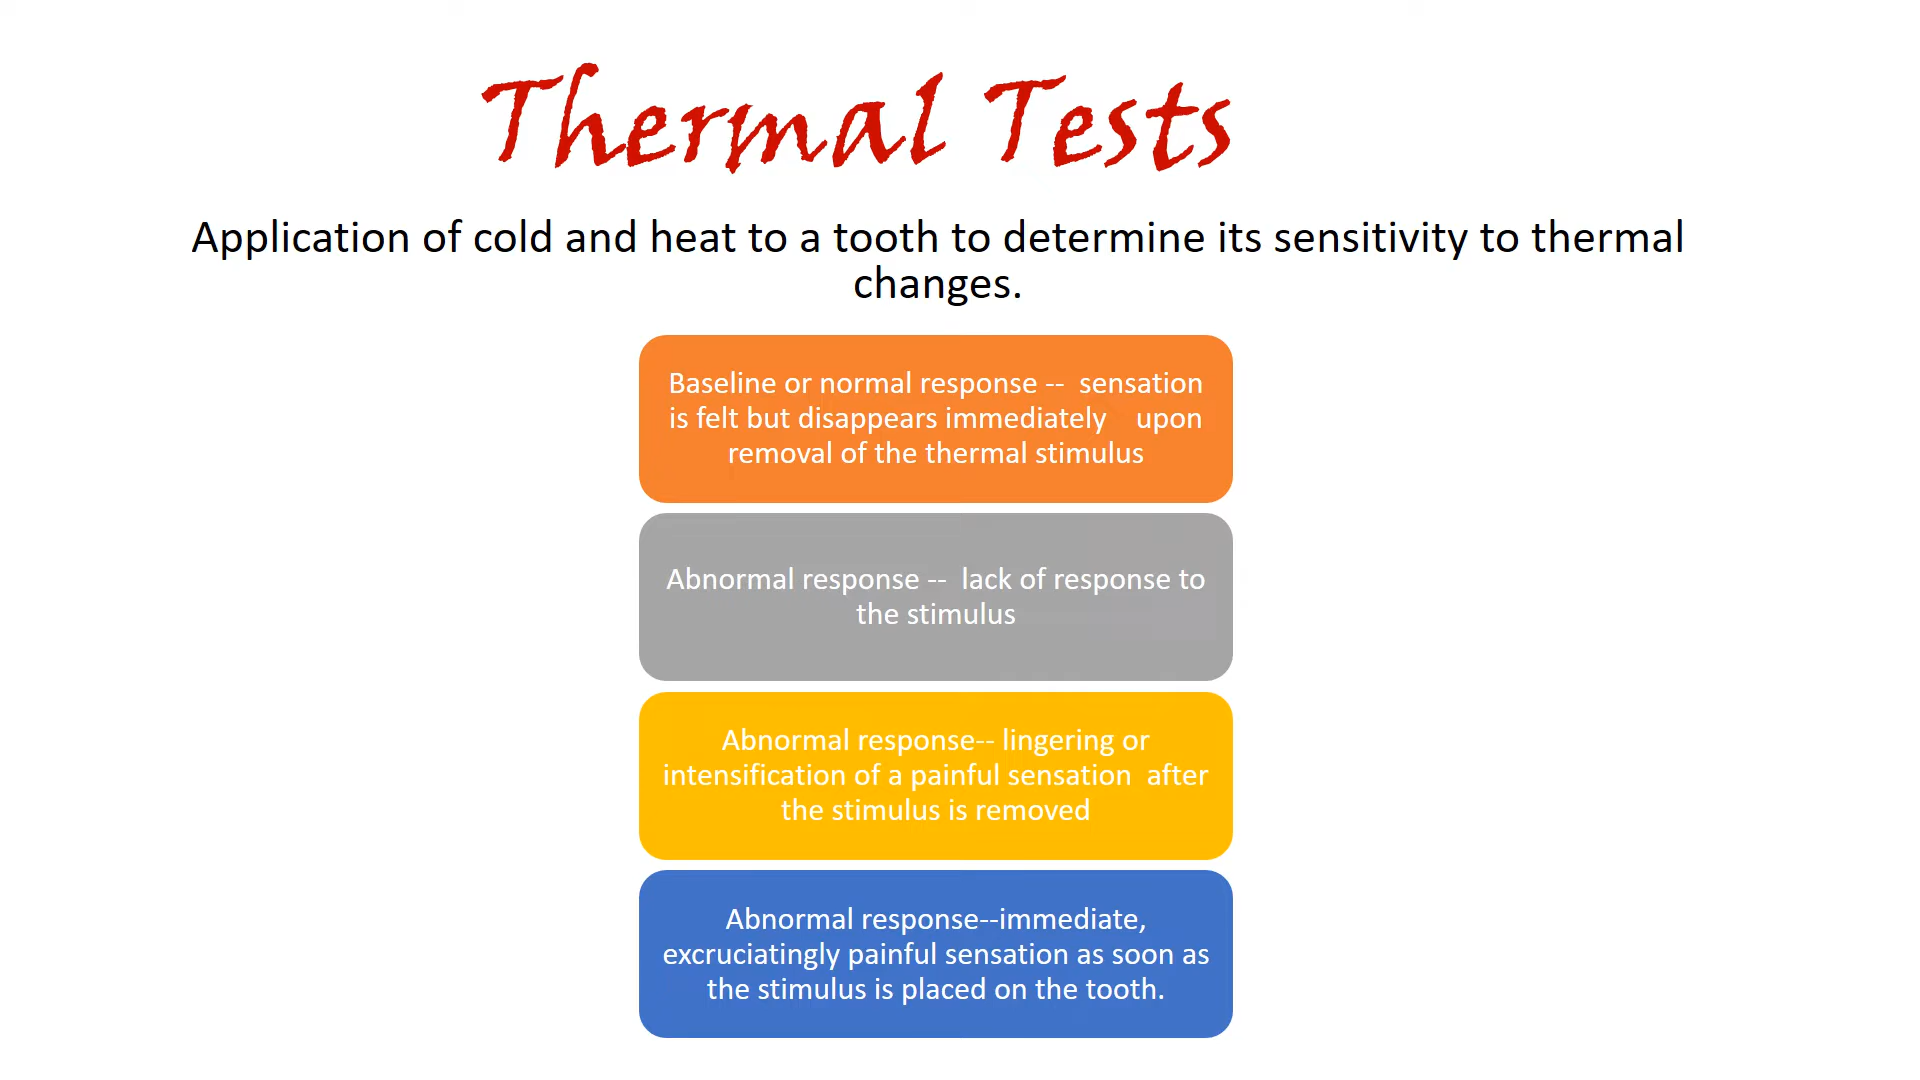 Thermal Tests
Application of cold and heat to a tooth to determine its sensitivity to thermal
changes.
Baseline or normal response -- sensation
is felt but disappears immediately upon
removal of the thermal stimulus
Abnormal response -- lack of response to
the stimulus
Abnormal response-- lingering or
intensification of a painful sensation after
the stimulus is removed
Abnormal response--immediate,
excruciatingly painful sensation as soon as
the stimulus is placed on the tooth.